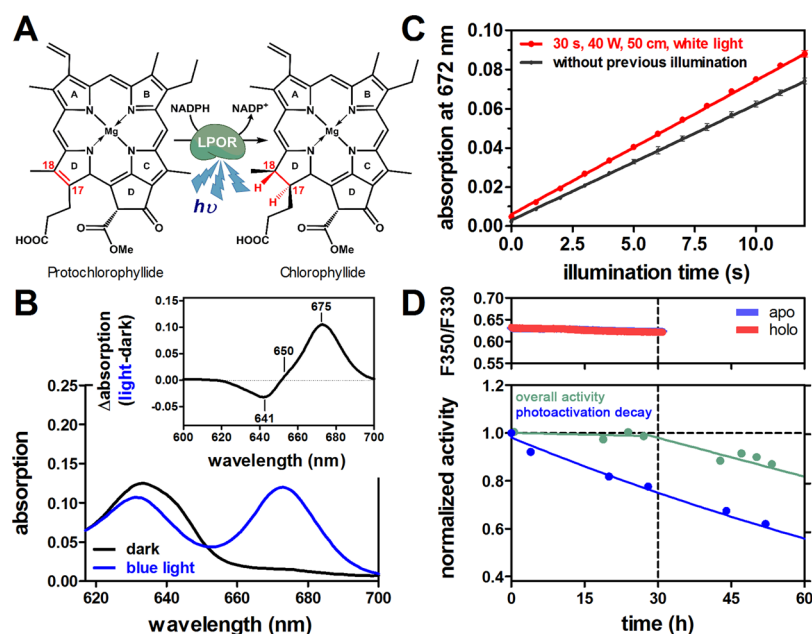 A
A
B
N
N
Mg
N
N
18
D
C
17
D
HOOC
O
O
OMe
Protochlorophyllide
NADPH
NADP+
LPOR
hυ
A
B
N
N
Mg
N
N
18
D
C
H
17
H
D
HOOC
O
O
OMe
Chlorophyllide
B
Δabsorption
(light-dark)
0.15
0.10
0.05
0.00
-0.05
675
650
641
600 620 640 660 680 700
wavelength (nm)
absorption
0.25
0.20
0.15
0.10
0.05
0.00
dark
blue light
620 640 660 680 700
wavelength (nm)
C
absorption at 672 nm
0.10
0.08
0.06
0.04
0.02
0.00
30 s, 40 W, 50 cm, white light
without previous illumination
0.0 2.5 5.0 7.5 10.0
illumination time (s)
D
F350/F330
0.70
0.65
0.60
0.55
apo
holo
normalized activity
1.2
1.0
0.8
0.6
0.4
overall activity
photoactivation decay
0 15 30 45 60
time (h)